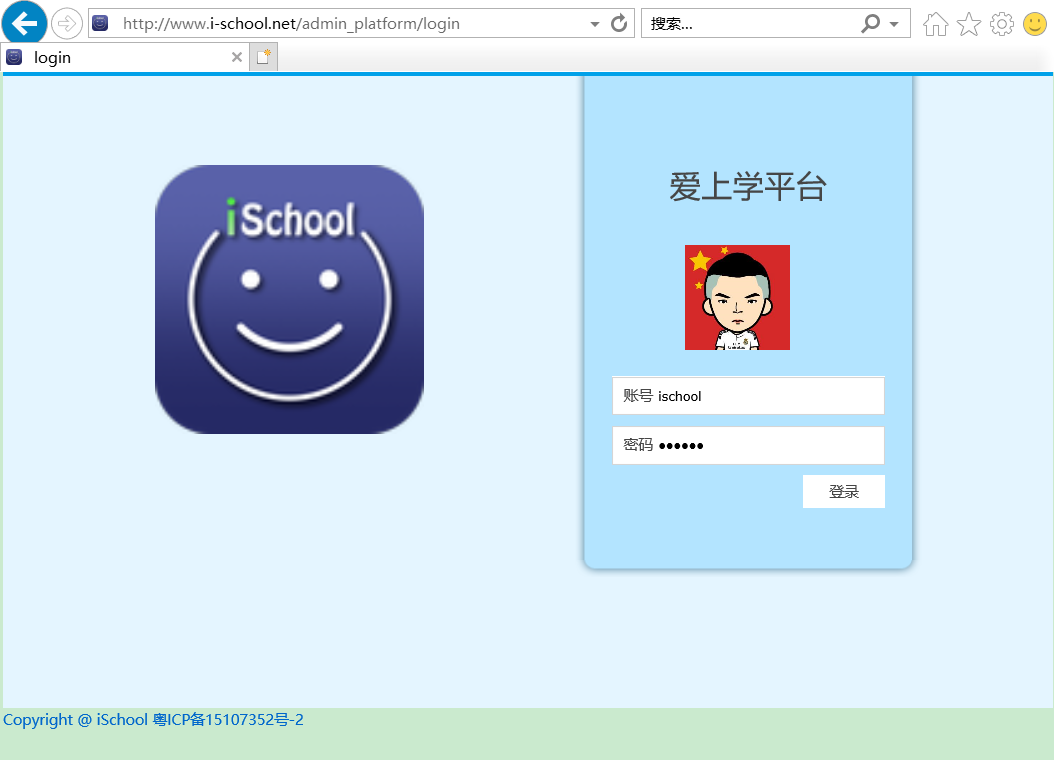 http://www.i-school.net/admin_platform/login
搜索...
login
iSchool
爱上学平台
账号 ischool
密码 ••••••
登录
Copyright @ iSchool 粤ICP备15107352号-2